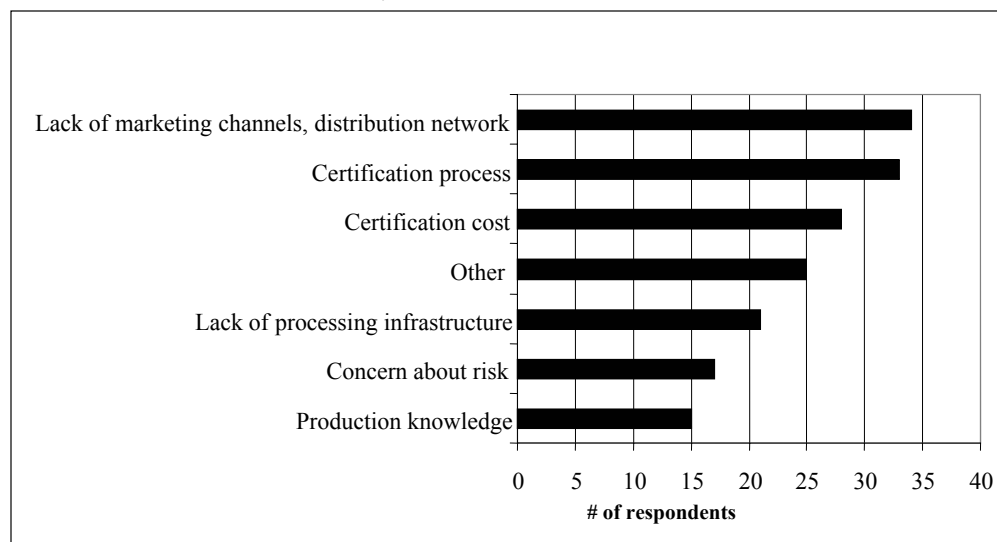 Lack of marketing channels, distribution network
Certification process
Certification cost
Other
Lack of processing infrastructure
Concern about risk
Production knowledge
0 5 10 15 20 25 30 35 40
# of respondents